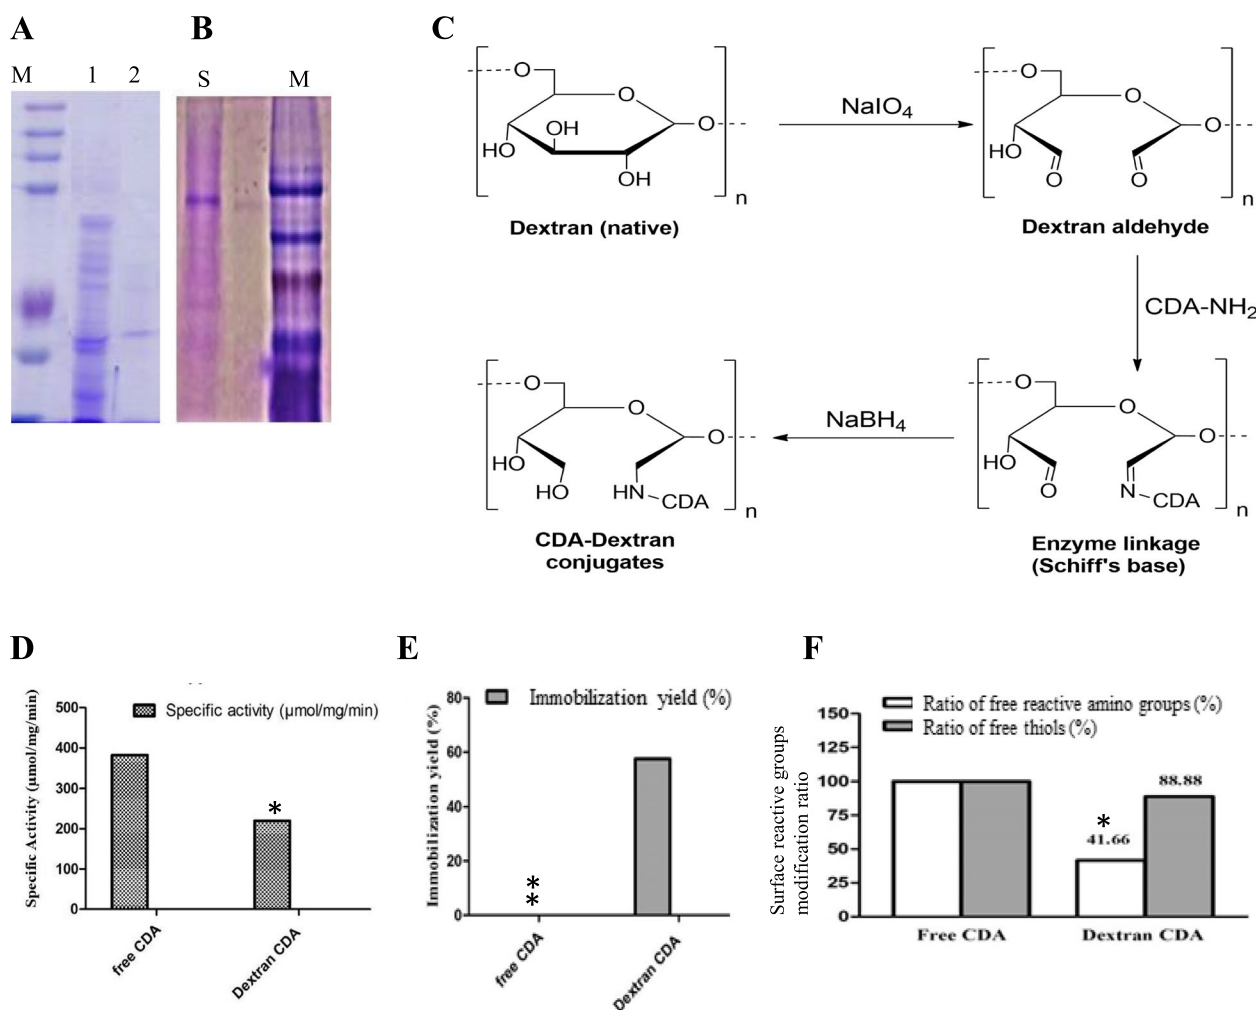 A
B
C
M
1
2
S
M
O
O
O
OH
HO
OH
n
Dextran (native)
NaIO4
O
O
O
HO
O
O
n
Dextran aldehyde
CDA-NH2
O
O
O
HO
O
N
CDA
n
Enzyme linkage
(Schiff's base)
NaBH4
O
O
O
HO
HO
HN
CDA
n
CDA-Dextran
conjugates
D
Specific Activity (µmol/mg/min)
500
400
300
200
100
0
Specific activity (µmol/mg/min)
*
free CDA
Dextran CDA
E
Immobilization yield (%)
80
60
40
20
0
Immobilization yield (%)
*
*
free CDA
Dextran CDA
F
Surface reactive groups
modification ratio
150
125
100
75
50
25
0
Ratio of free reactive amino groups (%)
Ratio of free thiols (%)
*
41.66
88.88
Free CDA
Dextran CDA